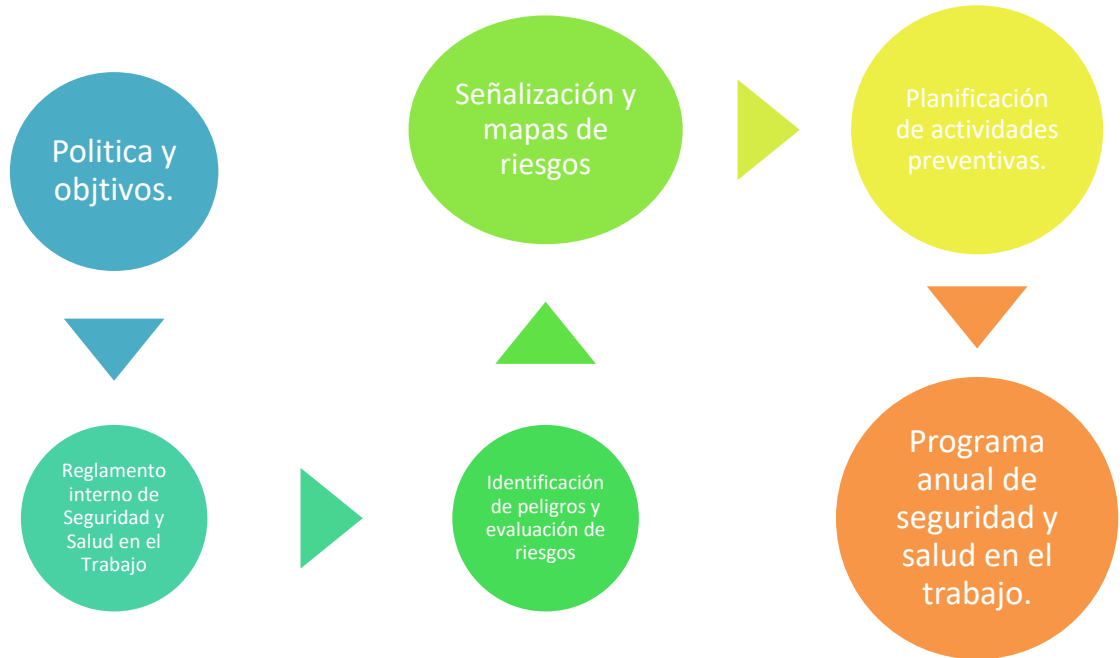 Politica y
objtivos.
Reglamento
interno de
Seguridad y
Salud en el
Trabajo
Identificación
de peligros y
evaluación de
riesgos
Señalización y
mapas de
riesgos
Planificación
de actividades
preventivas.
Programa
anual de
seguridad y
salud en el
trabajo.